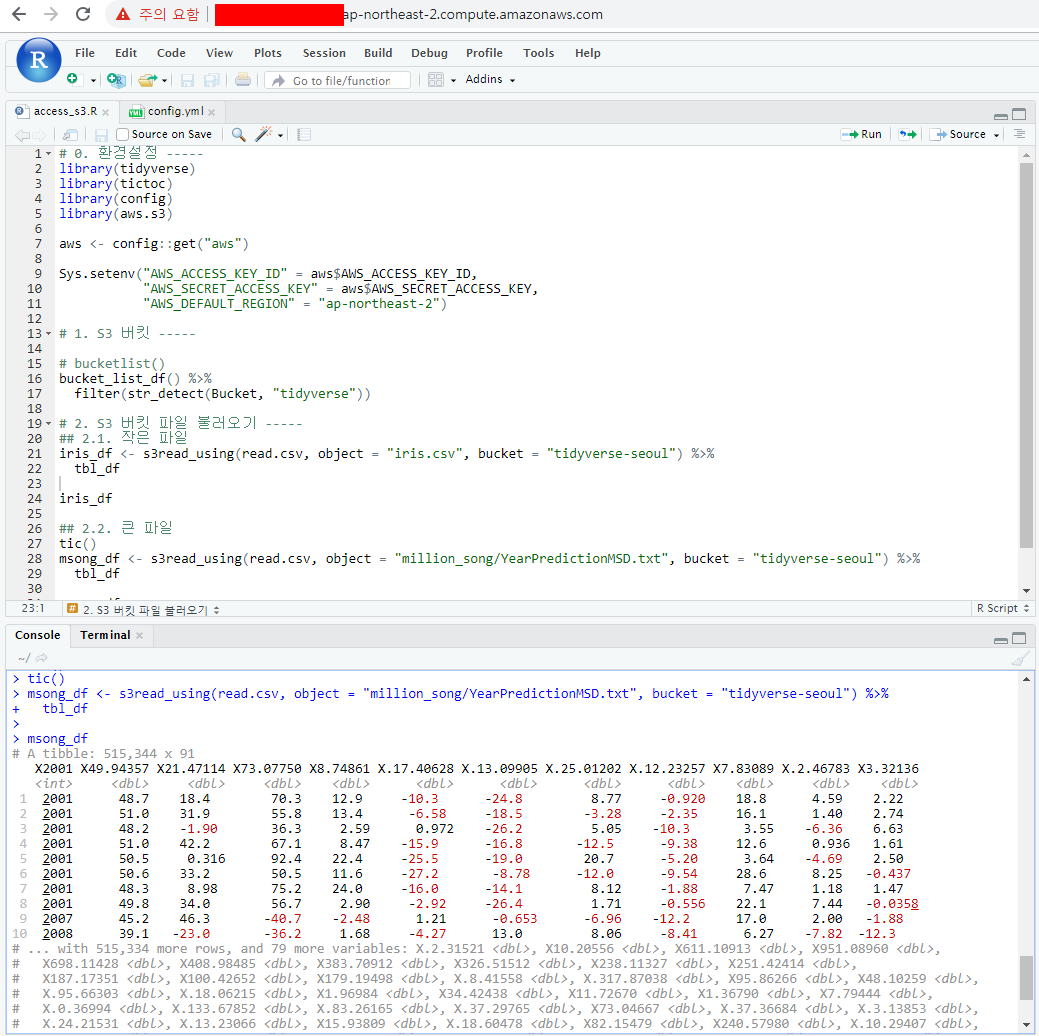 주의 요함 ap-northeast-2.compute.amazonaws.com
R File Edit Code View Plots Session Build Debug Profile Tools Help
Go to file/function Addins
access_s3.R config.yml
Source on Save Run Source
1 # 0. 환경설정 -----
2 library(tidyverse)
3 library(tictoc)
4 library(config)
5 library(aws.s3)
6
7 aws <- config::get("aws")
8
9 Sys.setenv("AWS_ACCESS_KEY_ID" = aws$AWS_ACCESS_KEY_ID,
10 "AWS_SECRET_ACCESS_KEY" = aws$AWS_SECRET_ACCESS_KEY,
11 "AWS_DEFAULT_REGION" = "ap-northeast-2")
12
13 # 1. S3 버킷 -----
14
15 # bucketlist()
16 bucket_list_df() %>%
17 filter(str_detect(Bucket, "tidyverse"))
18
19 # 2. S3 버킷 파일 불러오기 -----
20 ## 2.1. 작은 파일
21 iris_df <- s3read_using(read.csv, object = "iris.csv", bucket = "tidyverse-seoul") %>%
22 tbl_df
23
24 iris_df
25
26 ## 2.2. 큰 파일
27 tic()
28 msong_df <- s3read_using(read.csv, object = "million_song/YearPredictionMSD.txt", bucket = "tidyverse-seoul") %>%
29 tbl_df
30
23:1 # 2. S3 버킷 파일 불러오기 R Script
Console Terminal
~/
> tic()
> msong_df <- s3read_using(read.csv, object = "million_song/YearPredictionMSD.txt", bucket = "tidyverse-seoul") %>%
+ tbl_df
>
> msong_df
# A tibble: 515,344 x 91
X2001 X49.94357 X21.47114 X73.07750 X8.74861 X.17.40628 X.13.09905 X.25.01202 X.12.23257 X7.83089 X.2.46783 X3.32136
<int> <dbl> <dbl> <dbl> <dbl> <dbl> <dbl> <dbl> <dbl> <dbl> <dbl> <dbl>
1 2001 48.7 18.4 70.3 12.9 -10.3 -24.8 8.77 -0.920 18.8 4.59 2.22
2 2001 51.0 31.9 55.8 13.4 -6.58 -18.5 -3.28 -2.35 16.1 1.40 2.74
3 2001 48.2 -1.90 36.3 2.59 0.972 -26.2 5.05 -10.3 3.55 -6.36 6.63
4 2001 51.0 42.2 67.1 8.47 -15.9 -16.8 -12.5 -9.38 12.6 0.936 1.61
5 2001 50.5 0.316 92.4 22.4 -25.5 -19.0 20.7 -5.20 3.64 -4.69 2.50
6 2001 50.6 33.2 50.5 11.6 -27.2 -8.78 -12.0 -9.54 28.6 8.25 -0.437
7 2001 48.3 8.98 75.2 24.0 -16.0 -14.1 8.12 -1.88 7.47 1.18 1.47
8 2001 49.8 34.0 56.7 2.90 -2.92 -26.4 1.71 -0.556 22.1 7.44 -0.0358
9 2007 45.2 46.3 -40.7 -2.48 1.21 -0.653 -6.96 -12.2 17.0 2.00 -1.88
10 2008 39.1 -23.0 -36.2 1.68 -4.27 13.0 8.06 -8.41 6.27 -7.82 -12.3
# ... with 515,334 more rows, and 79 more variables: X.2.31521 <dbl>, X10.20556 <dbl>, X611.10913 <dbl>, X951.08960 <dbl>,
# X698.11428 <dbl>, X408.98485 <dbl>, X383.70912 <dbl>, X326.51512 <dbl>, X238.11327 <dbl>, X251.42414 <dbl>,
# X187.17351 <dbl>, X100.42652 <dbl>, X179.19498 <dbl>, X.8.41558 <dbl>, X.317.87038 <dbl>, X95.86266 <dbl>, X48.10259 <dbl>,
# X.95.66303 <dbl>, X.18.06215 <dbl>, X1.96984 <dbl>, X34.42438 <dbl>, X11.72670 <dbl>, X1.36790 <dbl>, X7.79444 <dbl>,
# X.0.36994 <dbl>, X.133.67852 <dbl>, X.83.26165 <dbl>, X.37.29765 <dbl>, X73.04667 <dbl>, X.37.36684 <dbl>, X.3.13853 <dbl>,
# X.24.21531 <dbl>, X.13.23066 <dbl>, X15.93809 <dbl>, X.18.60478 <dbl>, X82.15479 <dbl>, X240.57980 <dbl>, X.10.29407 <dbl>,